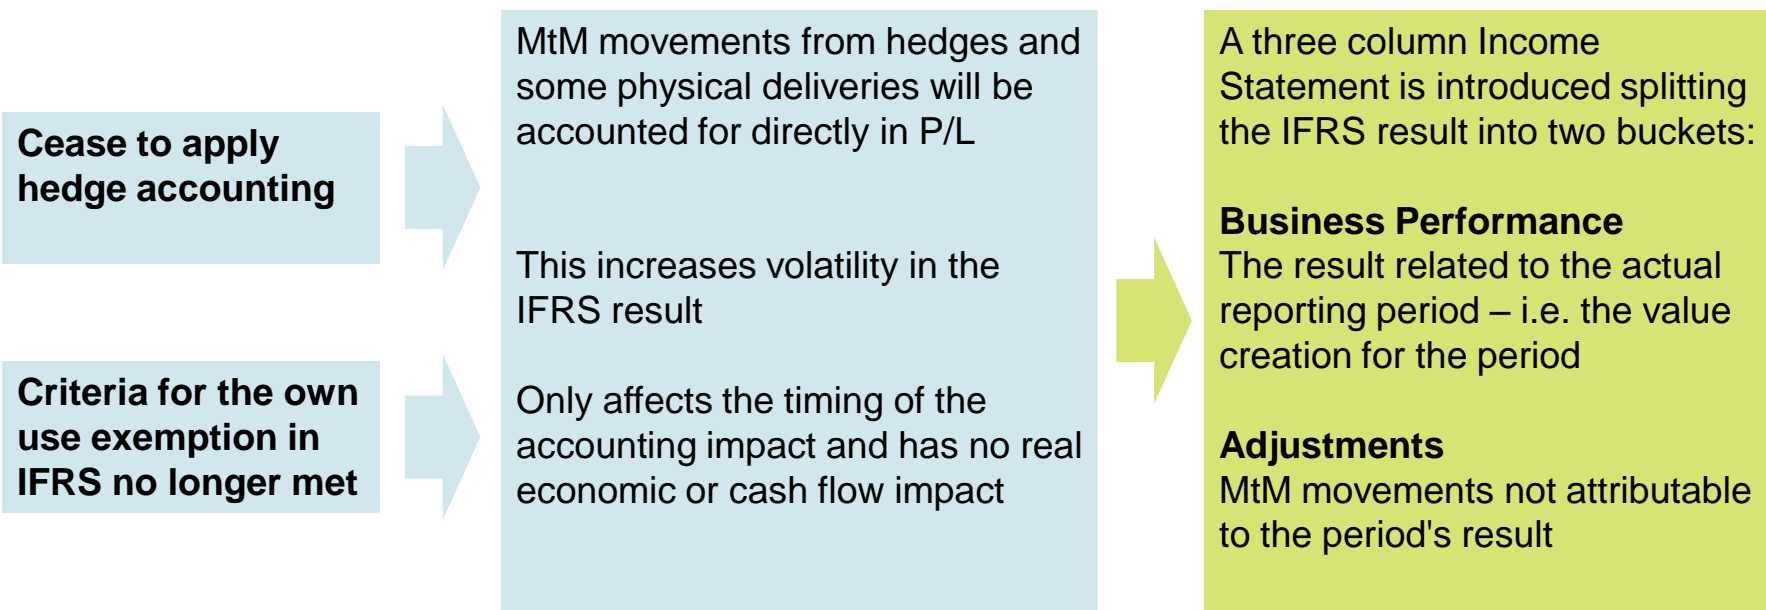 Cease to apply
hedge accounting
Criteria for the own
use exemption in
IFRS no longer met
MtM movements from hedges and
some physical deliveries will be
accounted for directly in P/L
This increases volatility in the
IFRS result
Only affects the timing of the
accounting impact and has no real
economic or cash flow impact
A three column Income
Statement is introduced splitting
the IFRS result into two buckets:
Business Performance
The result related to the actual
reporting period – i.e. the value
creation for the period
Adjustments
MtM movements not attributable
to the period's result